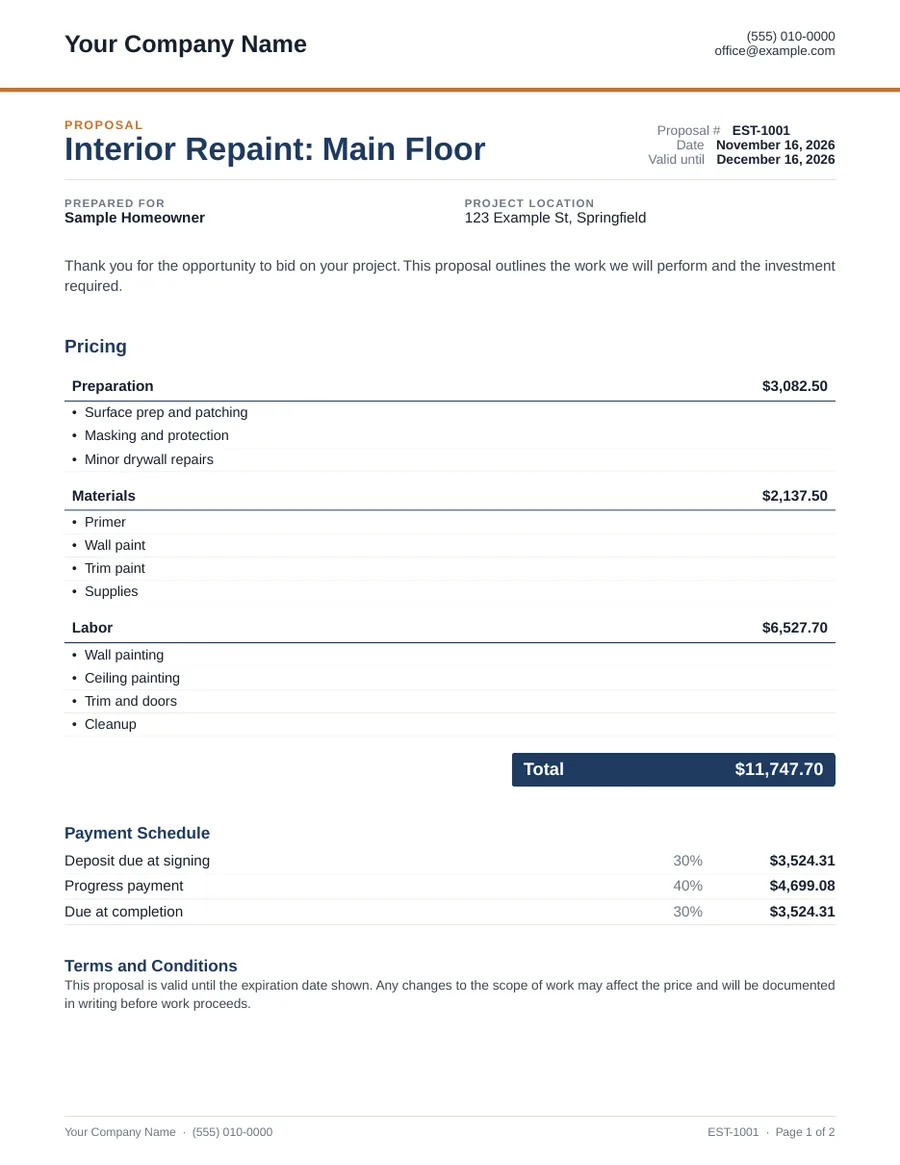 Your Company Name
(555) 010-0000
office@example.com
PROPOSAL
Interior Repaint: Main Floor
Proposal # EST-1001
Date November 16, 2026
Valid until December 16, 2026
PREPARED FOR
Sample Homeowner
PROJECT LOCATION
123 Example St, Springfield
Thank you for the opportunity to bid on your project. This proposal outlines the work we will perform and the investment
required.
Pricing
Preparation $3,082.50
• Surface prep and patching
• Masking and protection
• Minor drywall repairs
Materials $2,137.50
• Primer
• Wall paint
• Trim paint
• Supplies
Labor $6,527.70
• Wall painting
• Ceiling painting
• Trim and doors
• Cleanup
Total $11,747.70
Payment Schedule
Deposit due at signing 30% $3,524.31
Progress payment 40% $4,699.08
Due at completion 30% $3,524.31
Terms and Conditions
This proposal is valid until the expiration date shown. Any changes to the scope of work may affect the price and will be documented
in writing before work proceeds.
Your Company Name · (555) 010-0000
EST-1001 · Page 1 of 2